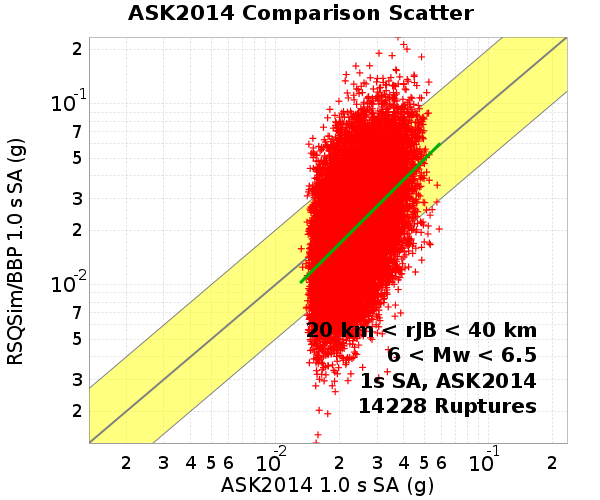 ASK2014 Comparison Scatter
RSQSim/BBP 1.0 s SA (g)
2
10-1
7
5
3
2
10-2
7
5
3
2
20 km < rJB < 40 km
6 < Mw < 6.5
1s SA, ASK2014
14228 Ruptures
2 3 4 5 6 10-2 2 3 4 5 6 10-1 2
ASK2014 1.0 s SA (g)